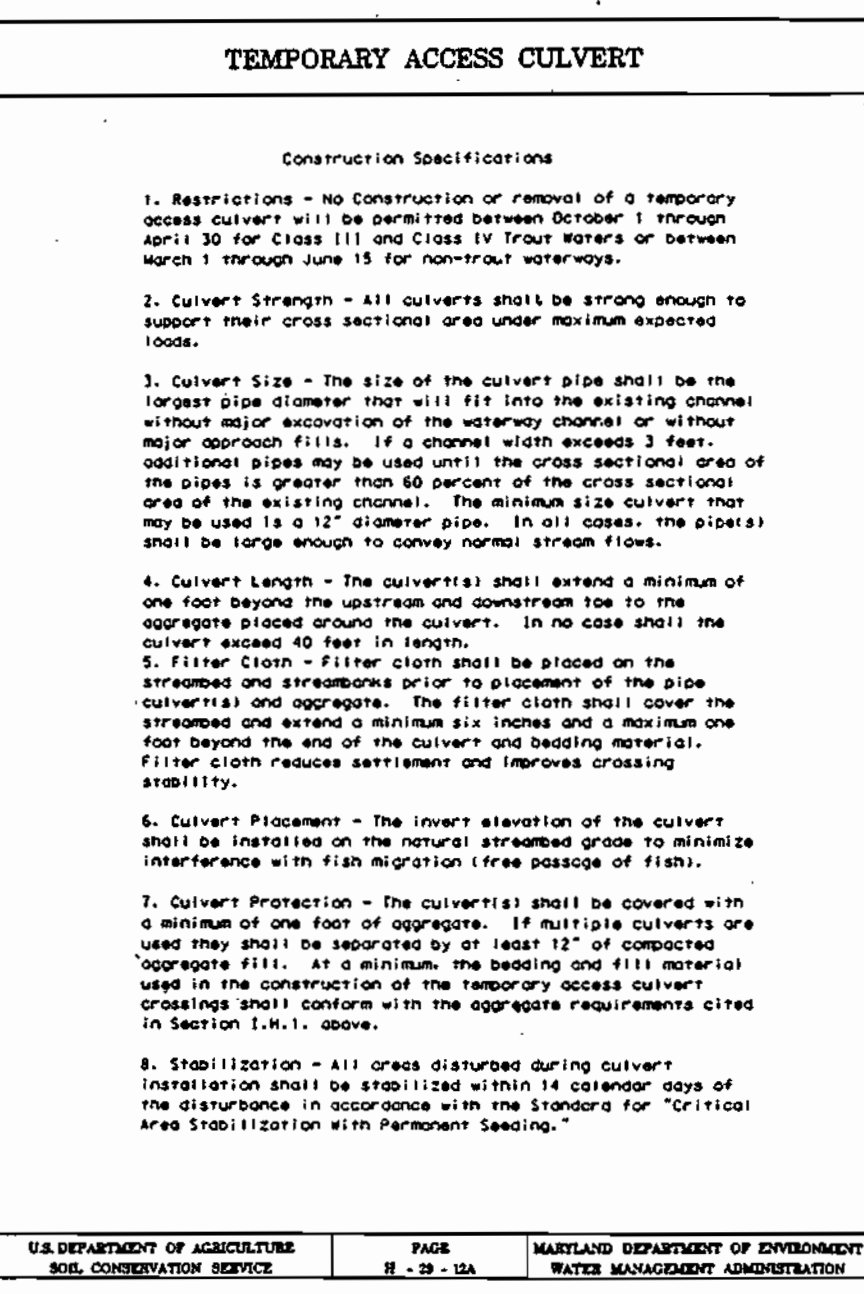 TEMPORARY ACCESS CULVERT
Construction Specifications
1. Restrictions - No Construction or removal of a temporary
access culvert will be permitted between October 1 through
April 30 for Class III and Class IV Trout Waters or between
March 1 through June 15 for non-trout waterways.
2. Culvert Strength - All culverts shall be strong enough to
support their cross sectional area under maximum expected
loads.
3. Culvert Size - The size of the culvert pipe shall be the
largest pipe diameter that will fit into the existing channel
without major excavation of the waterway channel or without
major approach fills. If a channel width exceeds 3 feet,
additional pipes may be used until the cross sectional area of
the pipes is greater than 60 percent of the cross sectional
area of the existing channel. The minimum size culvert that
may be used is a 12" diameter pipe. In all cases, the pipe(s)
shall be large enough to convey normal stream flows.
4. Culvert Length - The culvert(s) shall extend a minimum of
one foot beyond the upstream and downstream toe to the
aggregate placed around the culvert. In no case shall the
culvert exceed 40 feet in length.
5. Filter Cloth - Filter cloth shall be placed on the
streambed and streambanks prior to placement of the pipe
culvert(s) and aggregate. The filter cloth shall cover the
streambed and extend a minimum six inches and a maximum one
foot beyond the end of the culvert and bedding material.
Filter cloth reduces settlement and improves crossing
stability.
6. Culvert Placement - The invert elevation of the culvert
shall be installed on the natural streambed grade to minimize
interference with fish migration (free passage of fish).
7. Culvert Protection - The culvert(s) shall be covered with
a minimum of one foot of aggregate. If multiple culverts are
used they shall be separated by at least 12" of compacted
aggregate fill. At a minimum, the bedding and fill material
used in the construction of the temporary access culvert
crossings shall conform with the aggregate requirements cited
in Section I.H.1. above.
8. Stabilization - All areas disturbed during culvert
installation shall be stabilized within 14 calendar days of
the disturbance in accordance with the Standard for "Critical
Area Stabilization With Permanent Seeding."
U.S. DEPARTMENT OF AGRICULTURE
SOIL CONSERVATION SERVICE
PAGE
H - 29 - 12A
MARYLAND DEPARTMENT OF ENVIRONMENT
WATER MANAGEMENT ADMINISTRATION